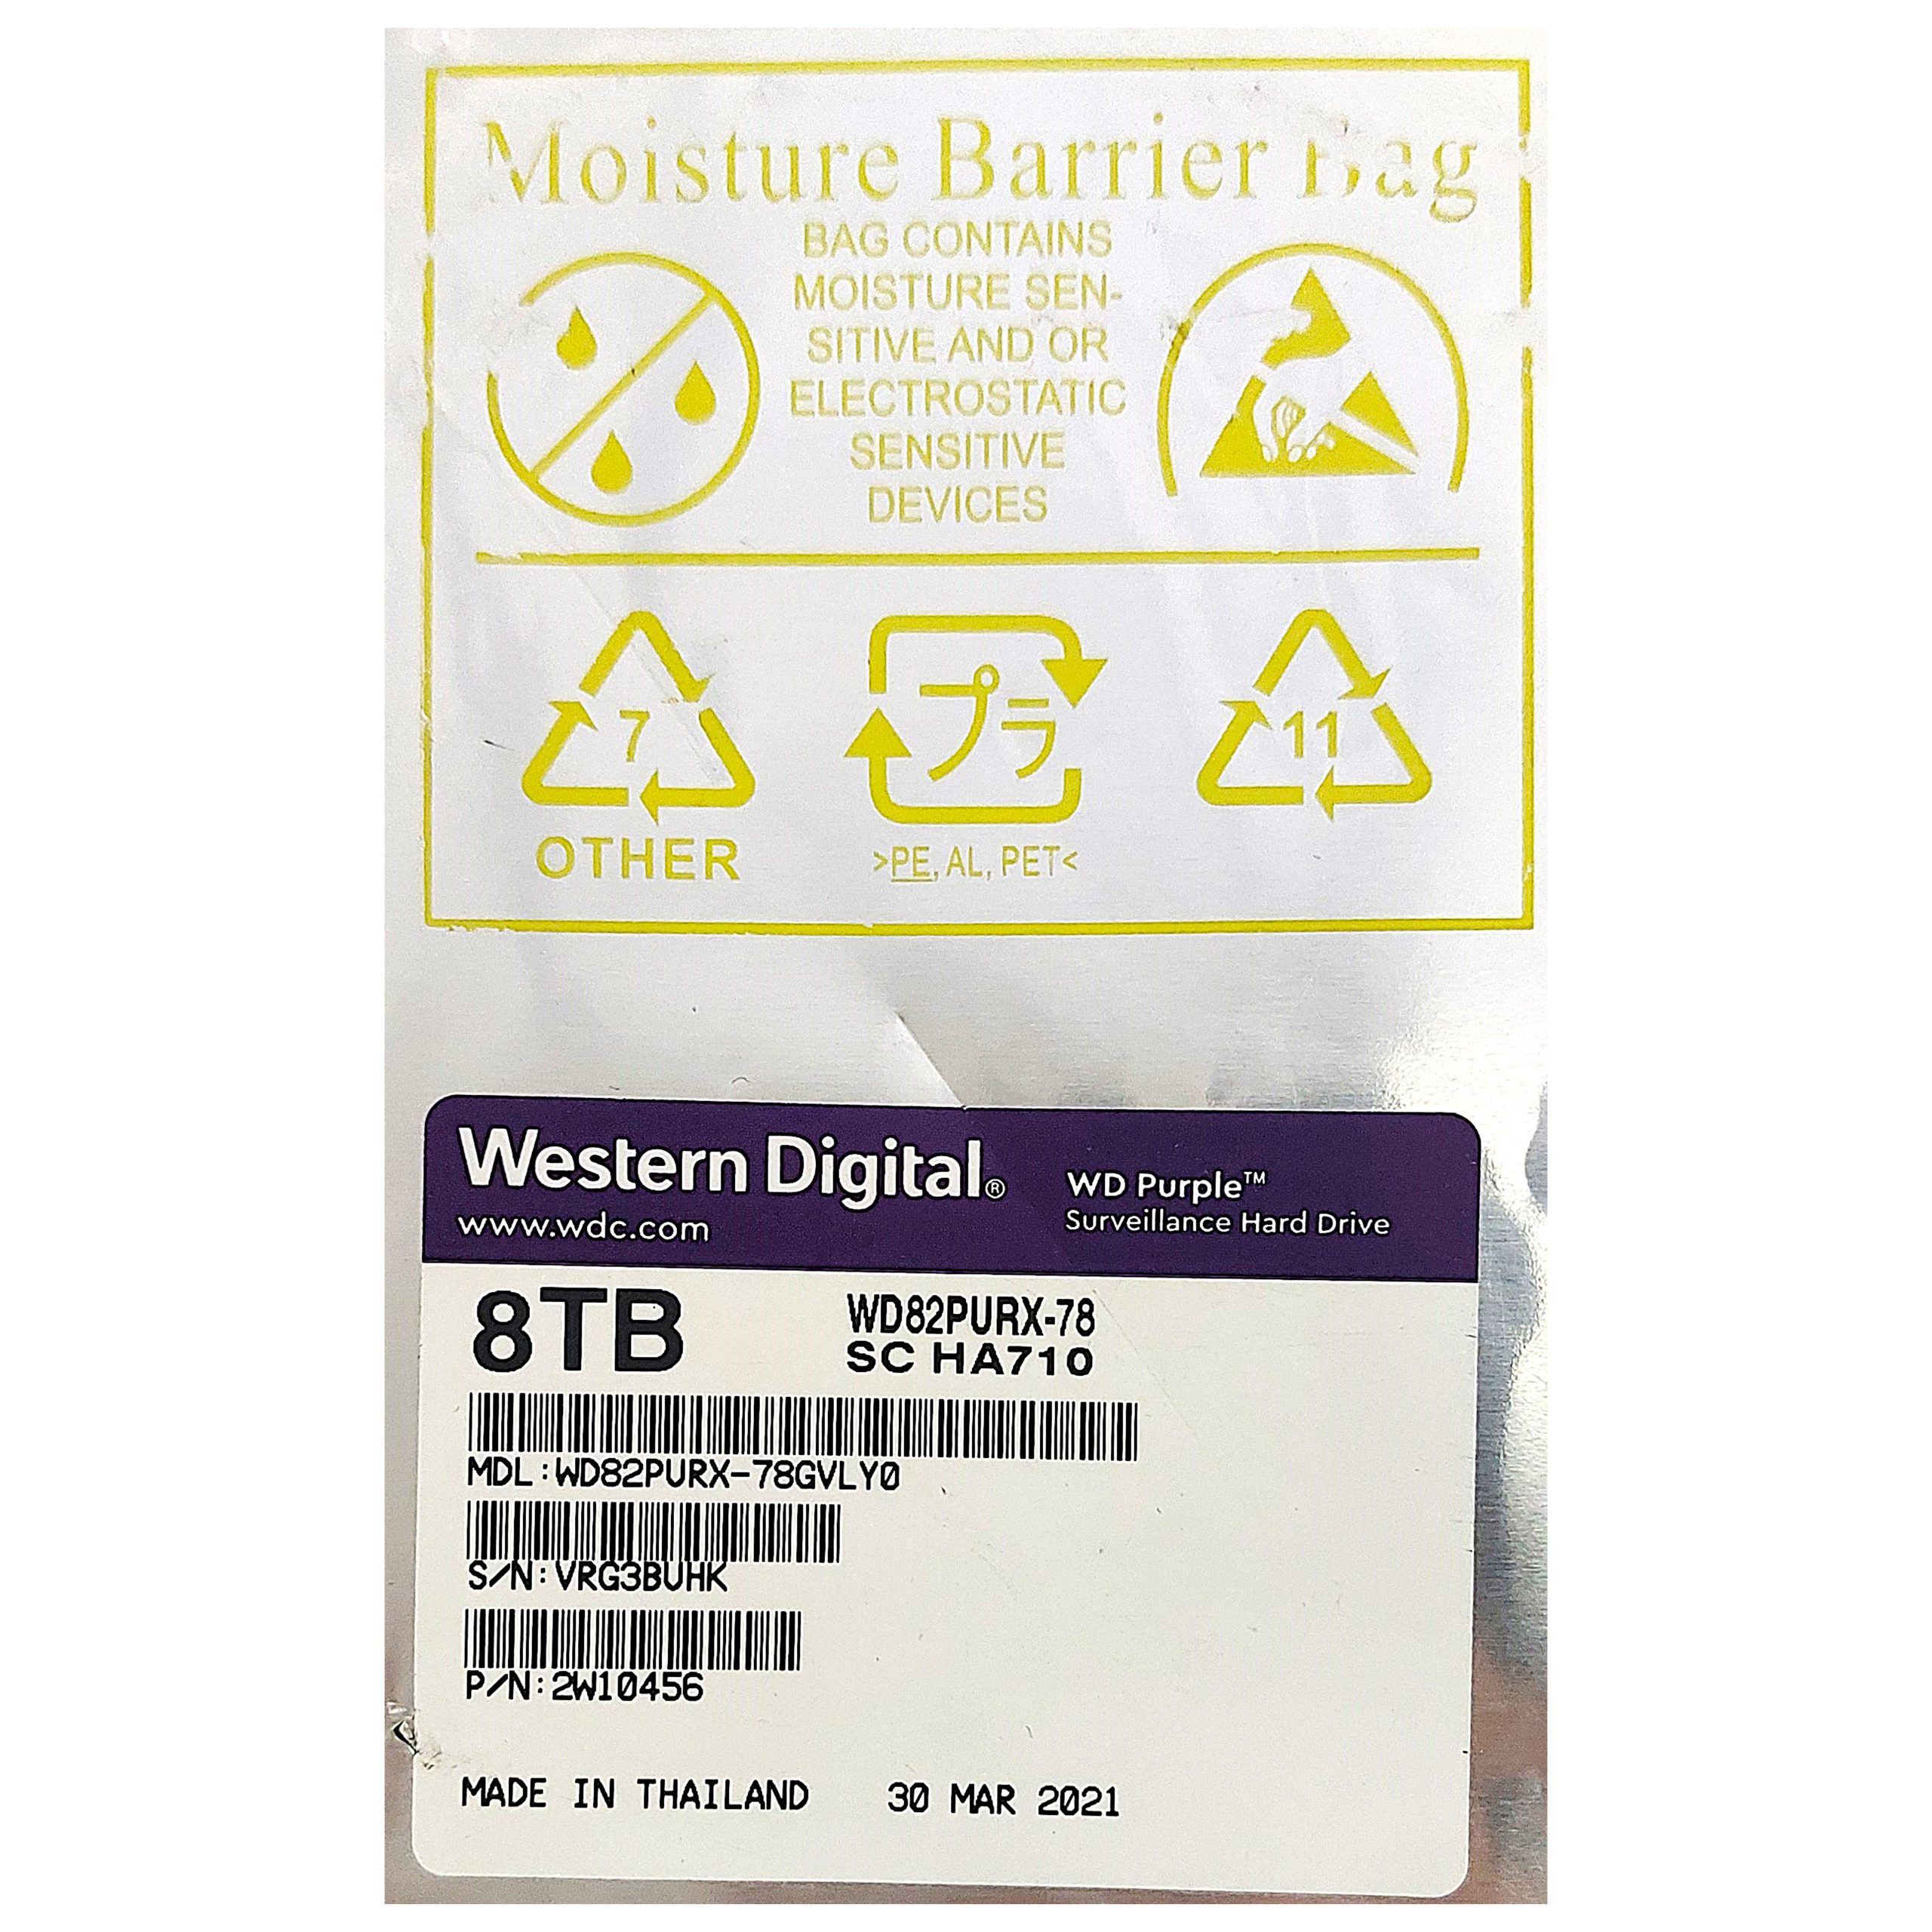 Moisture Barrier Bag
BAG CONTAINS
MOISTURE SEN-
SITIVE AND OR
ELECTROSTATIC
SENSITIVE
DEVICES
7
プラ
11
OTHER
>PE, AL, PET<
Western Digital®
www.wdc.com
WD Purple™
Surveillance Hard Drive
8TB
WD82PURX-78
SC HA710
MDL:WD82PURX-78GVLY0
S/N:VRG3BUHK
P/N:2W10456
MADE IN THAILAND 30 MAR 2021